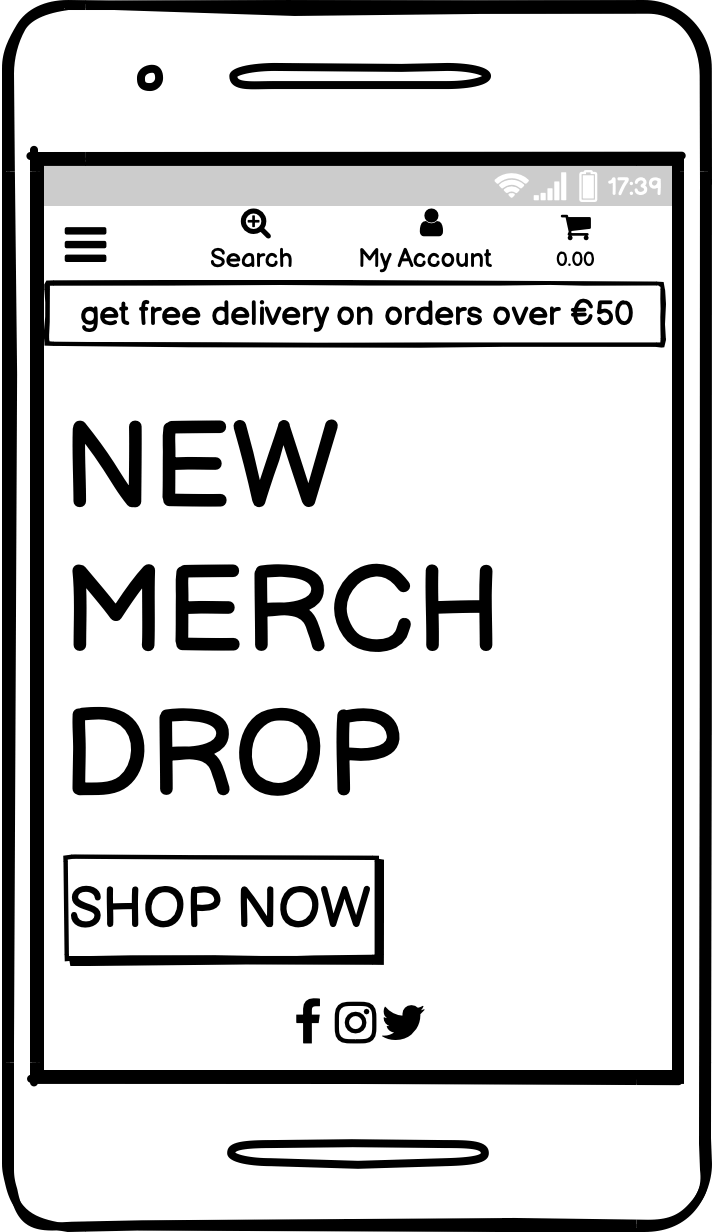 17:39
Search My Account 0.00
get free delivery on orders over €50
NEW
MERCH
DROP
SHOP NOW